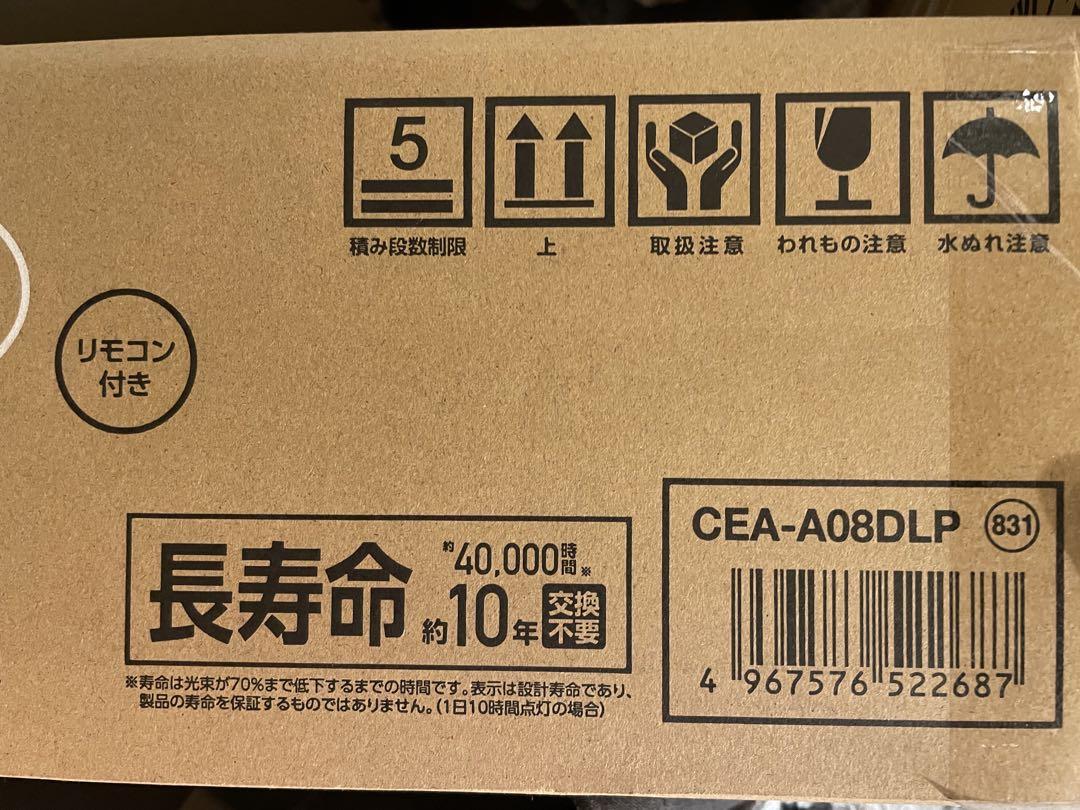 5
積み段数制限
上
取扱注意
われもの注意
水ぬれ注意
リモコン
付き
長寿命
約40,000時間※
約10年 交換不要
※寿命は光束が70%まで低下するまでの時間です。表示は設計寿命であり、
製品の寿命を保証するものではありません。(1日10時間点灯の場合)
CEA-A08DLP 831
4 967576 522687